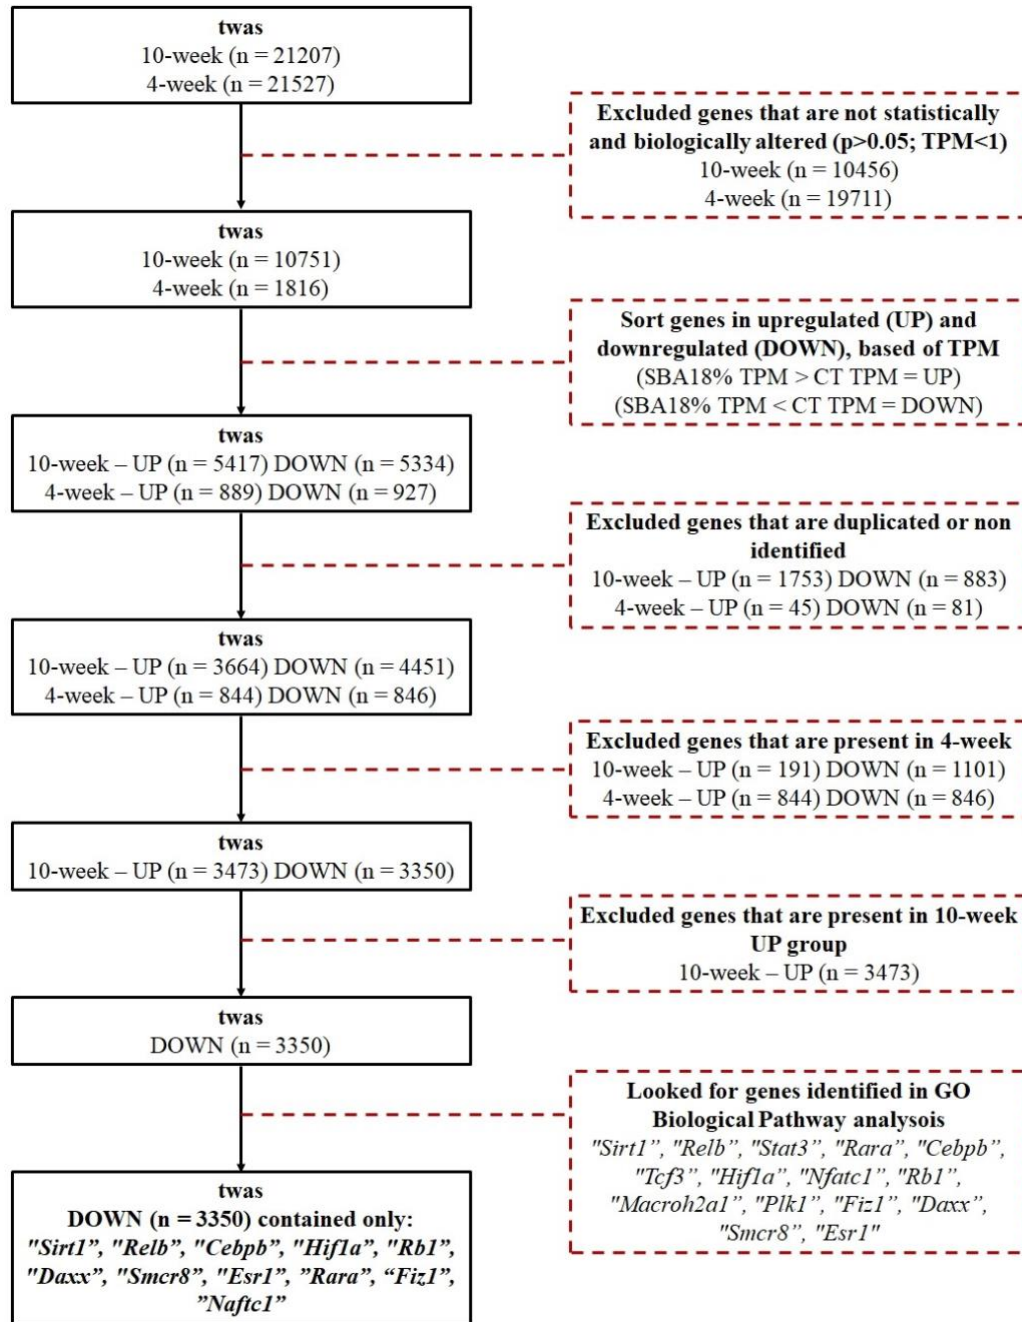 twas
10-week (n = 21207)
4-week (n = 21527)
Excluded genes that are not statistically
and biologically altered (p>0.05; TPM<1)
10-week (n = 10456)
4-week (n = 19711)
twas
10-week (n = 10751)
4-week (n = 1816)
Sort genes in upregulated (UP) and
downregulated (DOWN), based of TPM
(SBA18% TPM > CT TPM = UP)
(SBA18% TPM < CT TPM = DOWN)
twas
10-week – UP (n = 5417) DOWN (n = 5334)
4-week – UP (n = 889) DOWN (n = 927)
Excluded genes that are duplicated or non
identified
10-week – UP (n = 1753) DOWN (n = 883)
4-week – UP (n = 45) DOWN (n = 81)
twas
10-week – UP (n = 3664) DOWN (n = 4451)
4-week – UP (n = 844) DOWN (n = 846)
Excluded genes that are present in 4-week
10-week – UP (n = 191) DOWN (n = 1101)
4-week – UP (n = 844) DOWN (n = 846)
twas
10-week – UP (n = 3473) DOWN (n = 3350)
Excluded genes that are present in 10-week
UP group
10-week – UP (n = 3473)
twas
DOWN (n = 3350)
Looked for genes identified in GO
Biological Pathway analysois
"Sirt1”, "Relb”, "Stat3”, "Rara”, "Cebpb”,
"Tcf3”, "Hif1a”, "Nfatc1”, "Rb1”,
"Macroh2a1”, "Plk1”, "Fiz1”, "Daxx”,
"Smcr8”, "Esr1"
twas
DOWN (n = 3350) contained only:
"Sirt1”, "Relb”, "Cebpb”, "Hif1a”, "Rb1”,
"Daxx”, "Smcr8”, "Esr1”, ”Rara”, “Fiz1”,
”Naftc1”